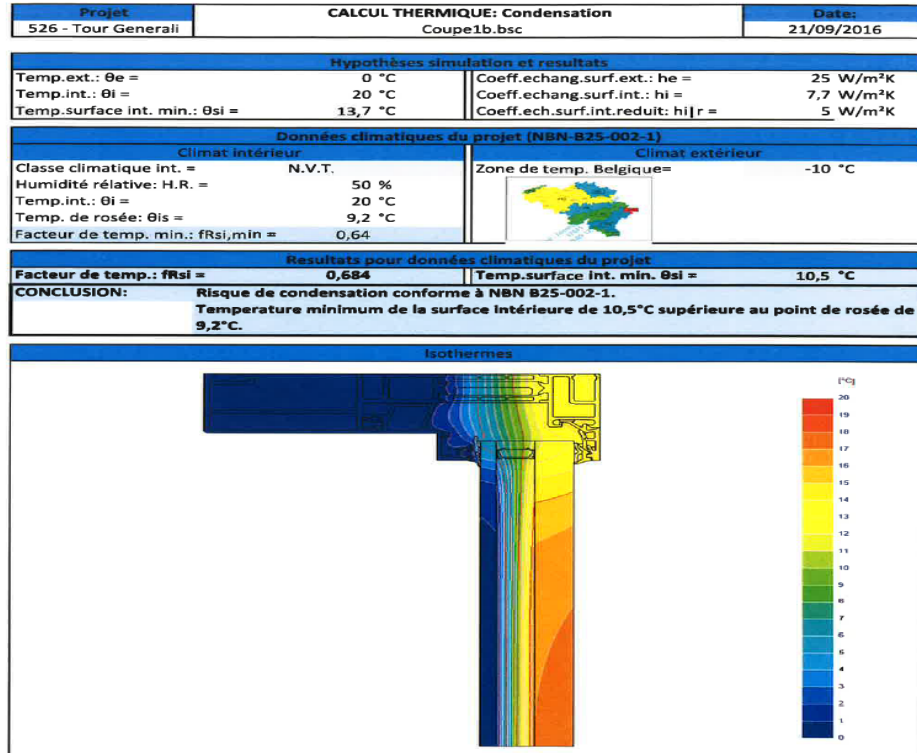 Projet
CALCUL THERMIQUE: Condensation
Date:
526 - Tour Generali
Coupe1b.bsc
21/09/2016
Hypothèses simulation et resultats
Temp.ext.: θe = 0 °C
Coeff.echang.surf.ext.: he = 25 W/m²K
Temp.int.: θi = 20 °C
Coeff.echang.surf.int.: hi = 7,7 W/m²K
Temp.surface int. min.: θsi = 13,7 °C
Coeff.ech.surf.int.reduit: hi|r = 5 W/m²K
Données climatiques du projet (NBN-B25-002-1)
Climat intérieur
Climat extérieur
Classe climatique int. = N.V.T.
Zone de temp. Belgique= -10 °C
Humidité rélative: H.R. = 50 %
Temp.int.: θi = 20 °C
Temp. de rosée: θis = 9,2 °C
Facteur de temp. min.: fRsi,min = 0,64
Resultats pour données climatiques du projet
Facteur de temp.: fRsi = 0,684
Temp.surface int. min. θsi = 10,5 °C
CONCLUSION: Risque de condensation conforme à NBN B25-002-1.
Temperature minimum de la surface intérieure de 10,5°C supérieure au point de rosée de
9,2°C.
Isothermes
[°C]
20
19
18
17
16
15
14
13
12
11
10
9
8
7
6
5
4
3
2
1
0